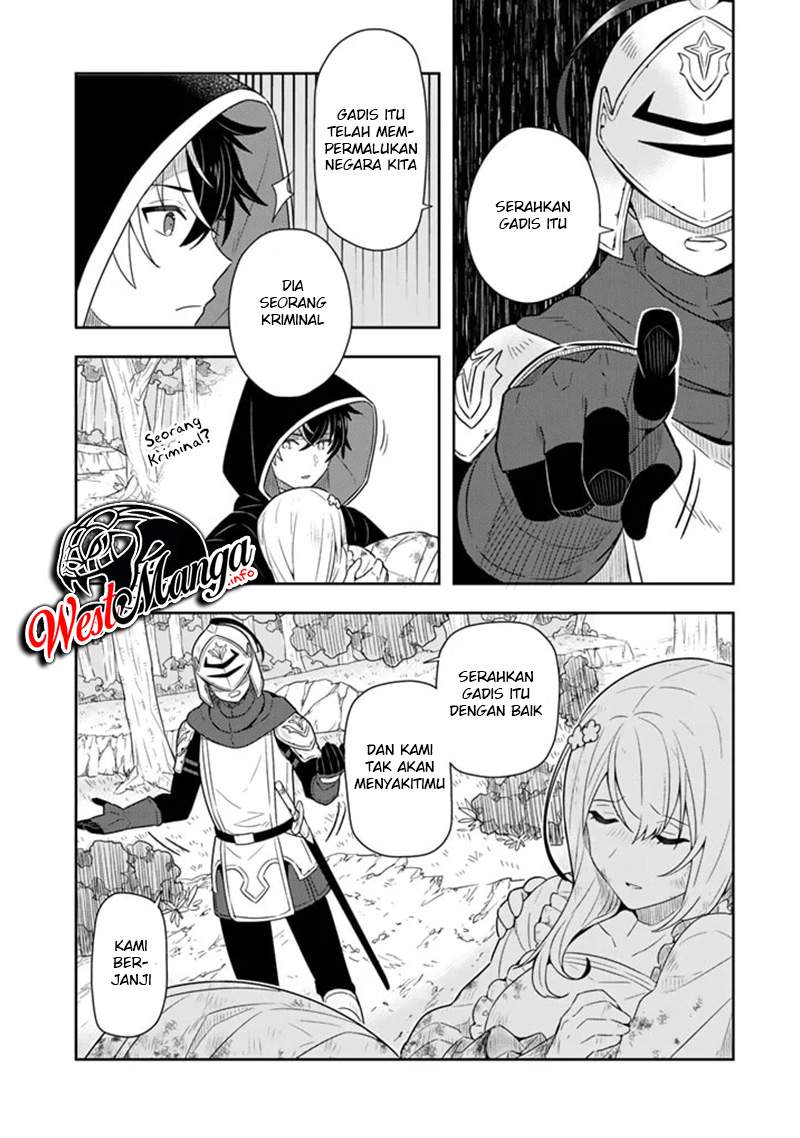 SERAHKAN
GADIS ITU
GADIS ITU
TELAH MEM-
PERMALUKAN
NEGARA KITA
DIA
SEORANG
KRIMINAL
Seorang
Kriminal?
WestManga
.info
SERAHKAN
GADIS ITU
DENGAN BAIK
DAN KAMI
TAK AKAN
MENYAKITIMU
KAMI
BER-
JANJI